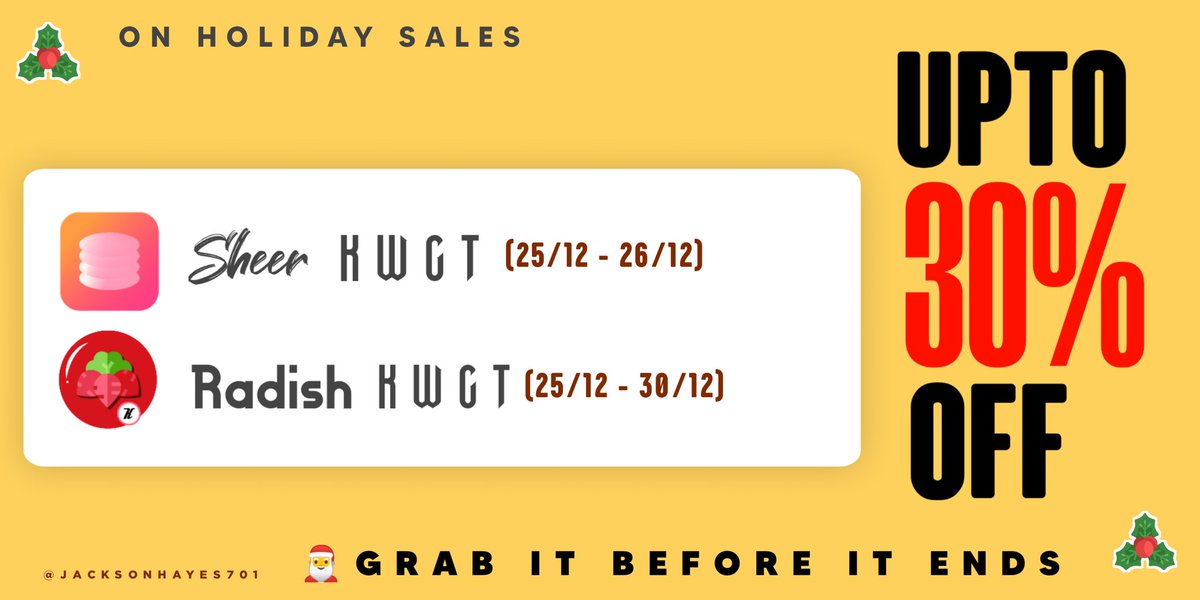 ON HOLIDAY SALES
UPTO
30%
OFF
Sheer KWGT (25/12 - 26/12)
Radish KWGT (25/12 - 30/12)
K
GRAB IT BEFORE IT ENDS
@JACKSONHAYES701